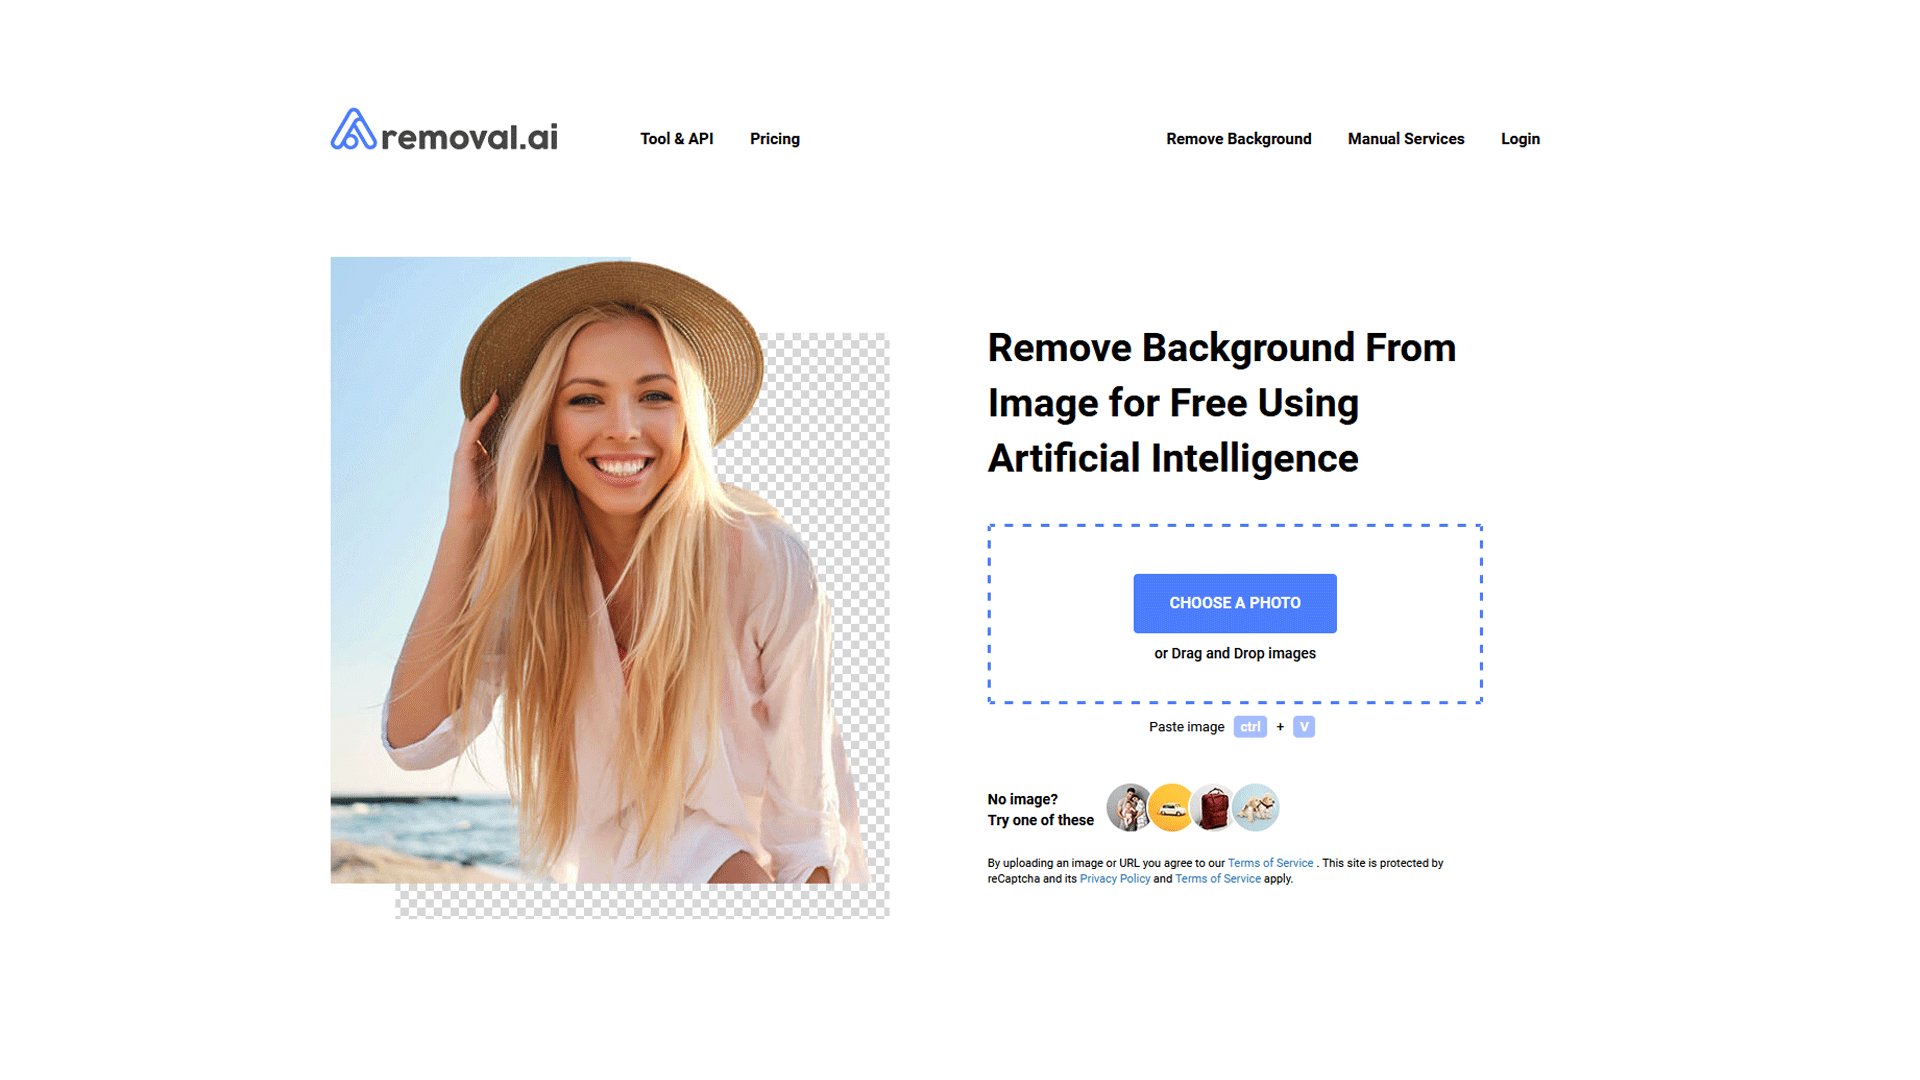 removal.ai
Tool & API
Pricing
Remove Background
Manual Services
Login
Remove Background From
Image for Free Using
Artificial Intelligence
CHOOSE A PHOTO
or Drag and Drop images
Paste image ctrl + V
No image?
Try one of these
By uploading an image or URL you agree to our Terms of Service . This site is protected by
reCaptcha and its Privacy Policy and Terms of Service apply.